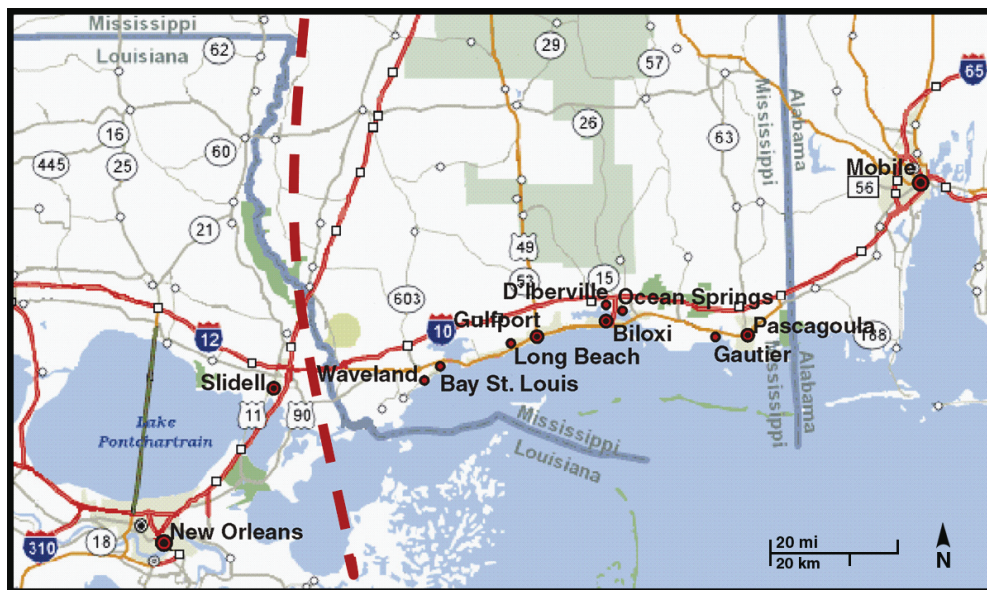 Mississippi
Louisiana
62
60
29
57
65
16
25
445
26
63
Mississippi
Alabama
Mobile
56
21
49
53
15
603
D'Iberville
Ocean Springs
10
Gulfport
Biloxi
Pascagoula
188
12
Long Beach
Gautier
Slidell
Waveland
Bay St. Louis
11
90
Mississippi
Alabama
Lake
Pontchartrain
Mississippi
Louisiana
New Orleans
310
18
20 mi
20 km
N